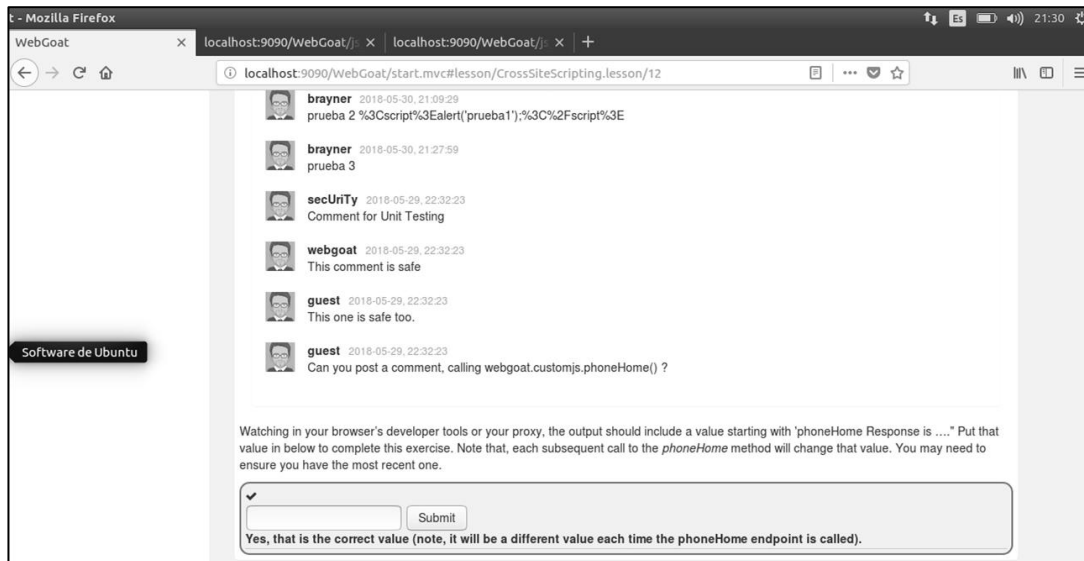 t - Mozilla Firefox
Es
21:30
WebGoat
localhost:9090/WebGoat/js
localhost:9090/WebGoat/js
localhost:9090/WebGoat/start.mvc#lesson/CrossSiteScripting.lesson/12
brayner 2018-05-30, 21:09:29
prueba 2 %3Cscript%3Ealert('prueba1');%3C%2Fscript%3E
brayner 2018-05-30, 21:27:59
prueba 3
secUriTy 2018-05-29, 22:32:23
Comment for Unit Testing
webgoat 2018-05-29, 22:32:23
This comment is safe
guest 2018-05-29, 22:32:23
This one is safe too.
guest 2018-05-29, 22:32:23
Can you post a comment, calling webgoat.customjs.phoneHome() ?
Software de Ubuntu
Watching in your browser's developer tools or your proxy, the output should include a value starting with 'phoneHome Response is ...." Put that
value in below to complete this exercise. Note that, each subsequent call to the phoneHome method will change that value. You may need to
ensure you have the most recent one.
Submit
Yes, that is the correct value (note, it will be a different value each time the phoneHome endpoint is called).